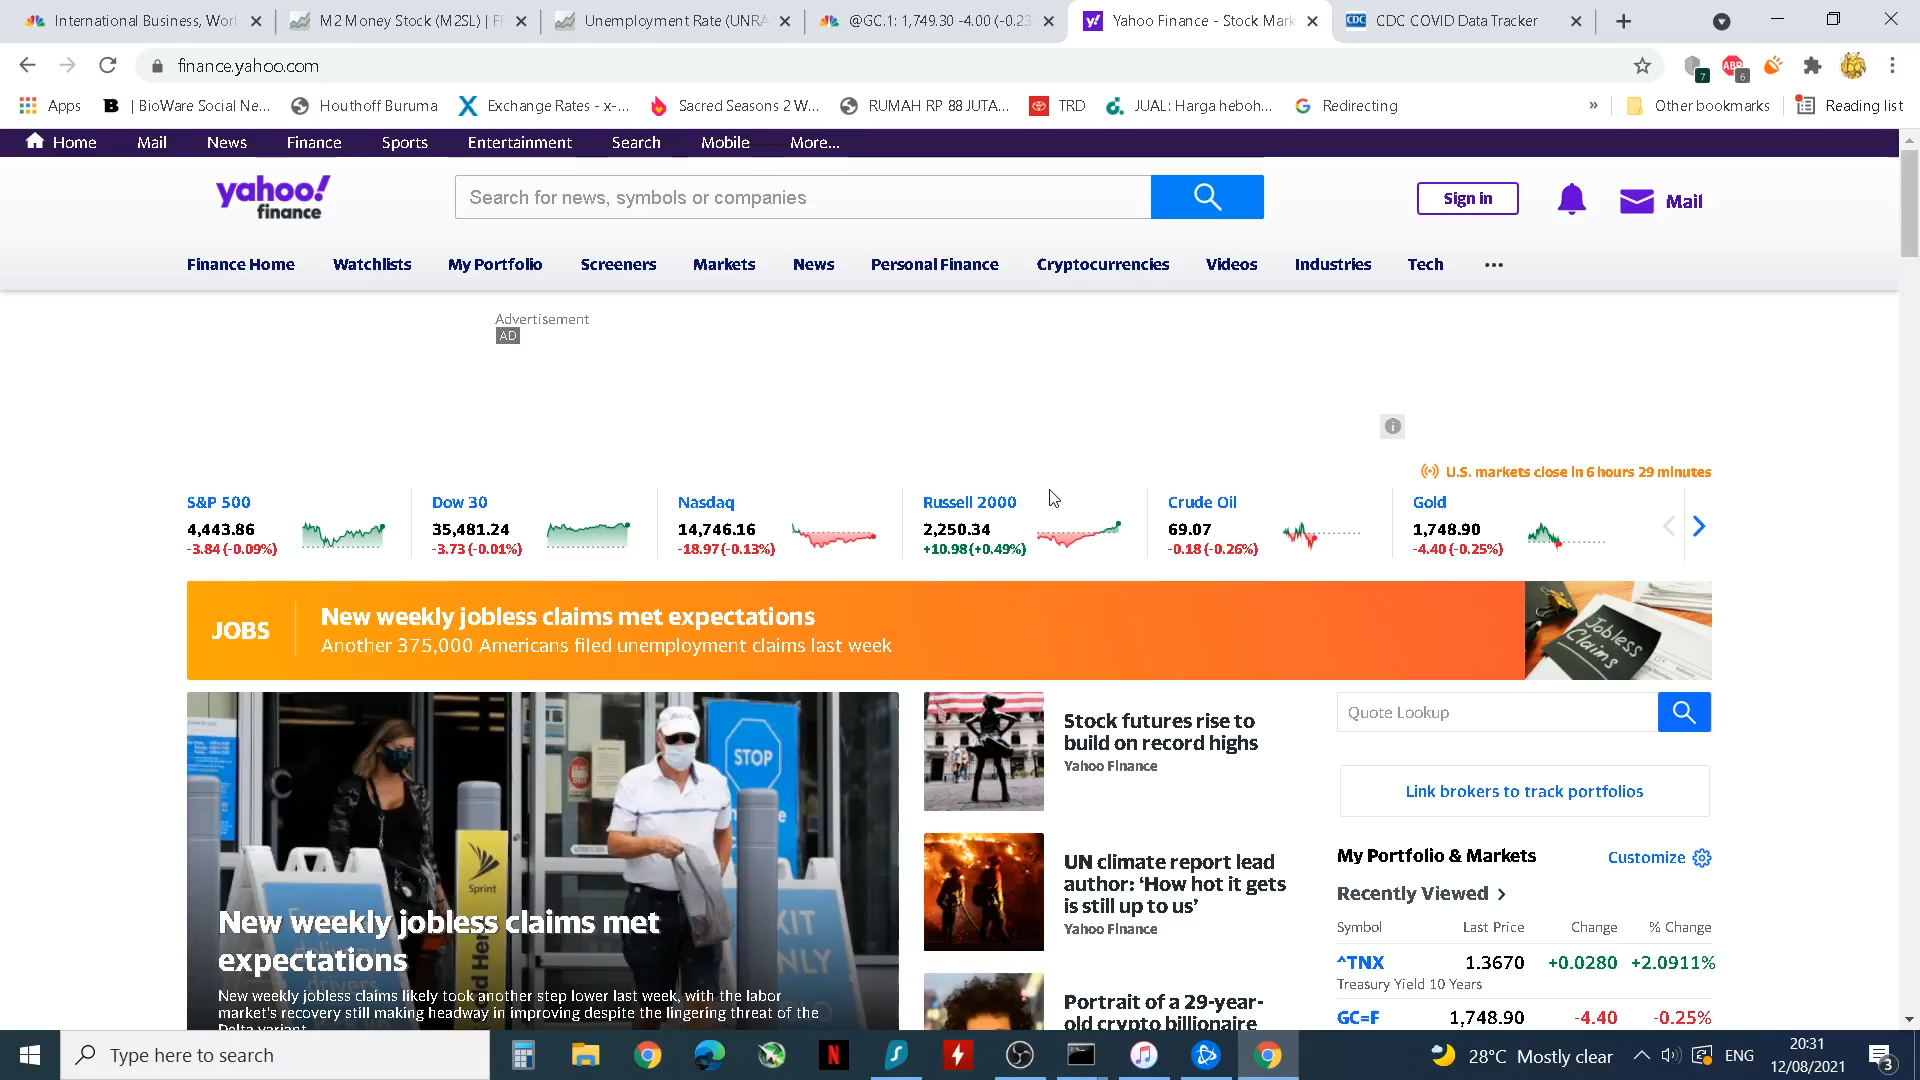 International Business, Worl
M2 Money Stock (M2SL) | FR
Unemployment Rate (UNRA
@GC.1: 1,749.30 -4.00 (-0.23
Yahoo Finance - Stock Mark
CDC COVID Data Tracker
finance.yahoo.com
7
ABP
6
Apps
| BioWare Social Ne...
Houthoff Buruma
Exchange Rates - x-...
Sacred Seasons 2 W...
RUMAH RP 88 JUTA...
TRD
JUAL: Harga heboh...
Redirecting
»
Other bookmarks
Reading list
Home
Mail
News
Finance
Sports
Entertainment
Search
Mobile
More...
yahoo!
finance
Search for news, symbols or companies
Sign in
Mail
Finance Home
Watchlists
My Portfolio
Screeners
Markets
News
Personal Finance
Cryptocurrencies
Videos
Industries
Tech
...
Advertisement
AD
U.S. markets close in 6 hours 29 minutes
S&P 500
4,443.86
-3.84 (-0.09%)
Dow 30
35,481.24
-3.73 (-0.01%)
Nasdaq
14,746.16
-18.97 (-0.13%)
Russell 2000
2,250.34
+10.98 (+0.49%)
Crude Oil
69.07
-0.18 (-0.26%)
Gold
1,748.90
-4.40 (-0.25%)
JOBS
New weekly jobless claims met expectations
Another 375,000 Americans filed unemployment claims last week
Jobless
Claims
STOP
Sprint
New weekly jobless claims met
expectations
New weekly jobless claims likely took another step lower last week, with the labor
market's recovery still making headway in improving despite the lingering threat of the
Delta variant
Stock futures rise to
build on record highs
Yahoo Finance
UN climate report lead
author: ‘How hot it gets
is still up to us’
Yahoo Finance
Portrait of a 29-year-
old crypto billionaire
Quote Lookup
Link brokers to track portfolios
My Portfolio & Markets
Customize
Recently Viewed >
Symbol
Last Price
Change
% Change
^TNX
1.3670
+0.0280
+2.0911%
Treasury Yield 10 Years
GC=F
1,748.90
-4.40
-0.25%
Type here to search
28°C Mostly clear
ENG
20:31
12/08/2021
3